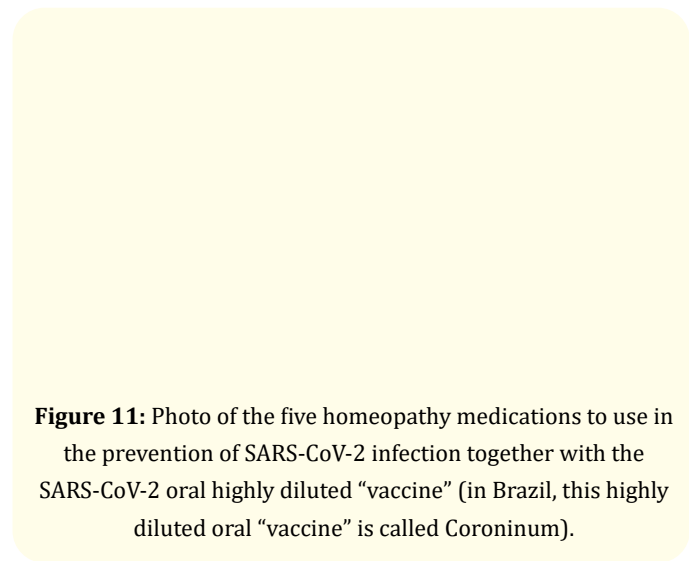 Figure 11: Photo of the five homeopathy medications to use in
the prevention of SARS-CoV-2 infection together with the
SARS-CoV-2 oral highly diluted “vaccine” (in Brazil, this highly
diluted oral “vaccine” is called Coroninum).